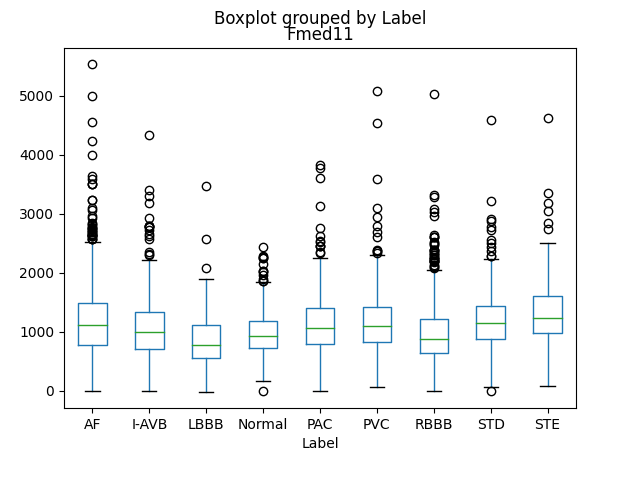 Boxplot grouped by Label
Fmed11
5000
4000
3000
2000
1000
0
AF I-AVB LBBB Normal PAC PVC RBBB STD STE
Label